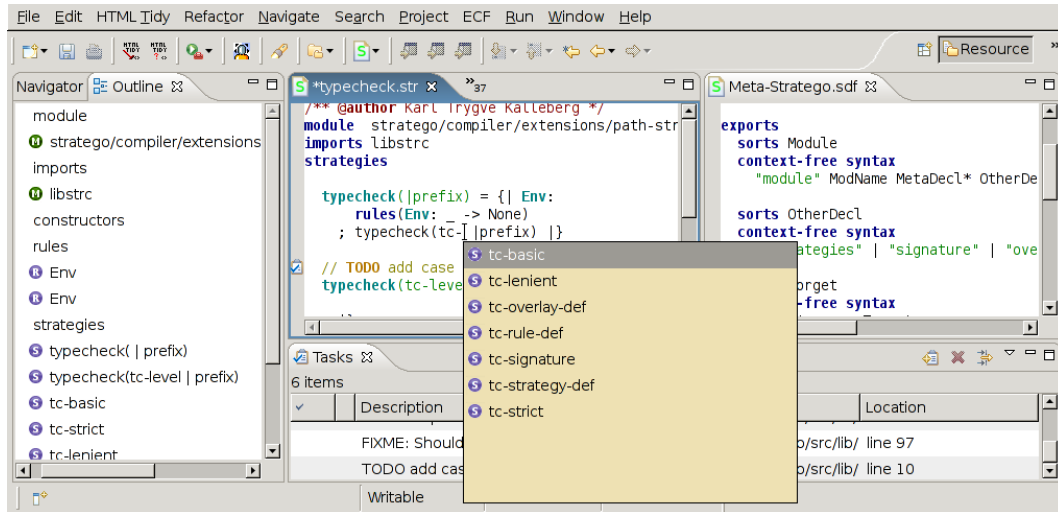 File Edit HTML Tidy Refactor Navigate Search Project ECF Run Window Help
Resource »
Navigator Outline
module
stratego/compiler/extensions
imports
libstrc
constructors
rules
Env
Env
strategies
typecheck( | prefix)
typecheck(tc-level | prefix)
tc-basic
tc-strict
tc-lenient
*typecheck.str »37
/** @author Karl Trygve Kalleberg */
module stratego/compiler/extensions/path-str
imports libstrc
strategies
typecheck(|prefix) = {| Env:
rules(Env: _ -> None)
; typecheck(tc- |prefix) |}
// TODO add case
typecheck(tc-leve
tc-basic
tc-lenient
tc-overlay-def
tc-rule-def
tc-signature
tc-strategy-def
tc-strict
Meta-Stratego.sdf
exports
sorts Module
context-free syntax
"module" ModName MetaDecl* OtherDe
sorts OtherDecl
context-free syntax
ategies" | "signature" | "ove
orget
-free syntax
Tasks
6 items
Description Location
FIXME: Should o/src/lib/ line 97
TODO add cas o/src/lib/ line 10
Writable